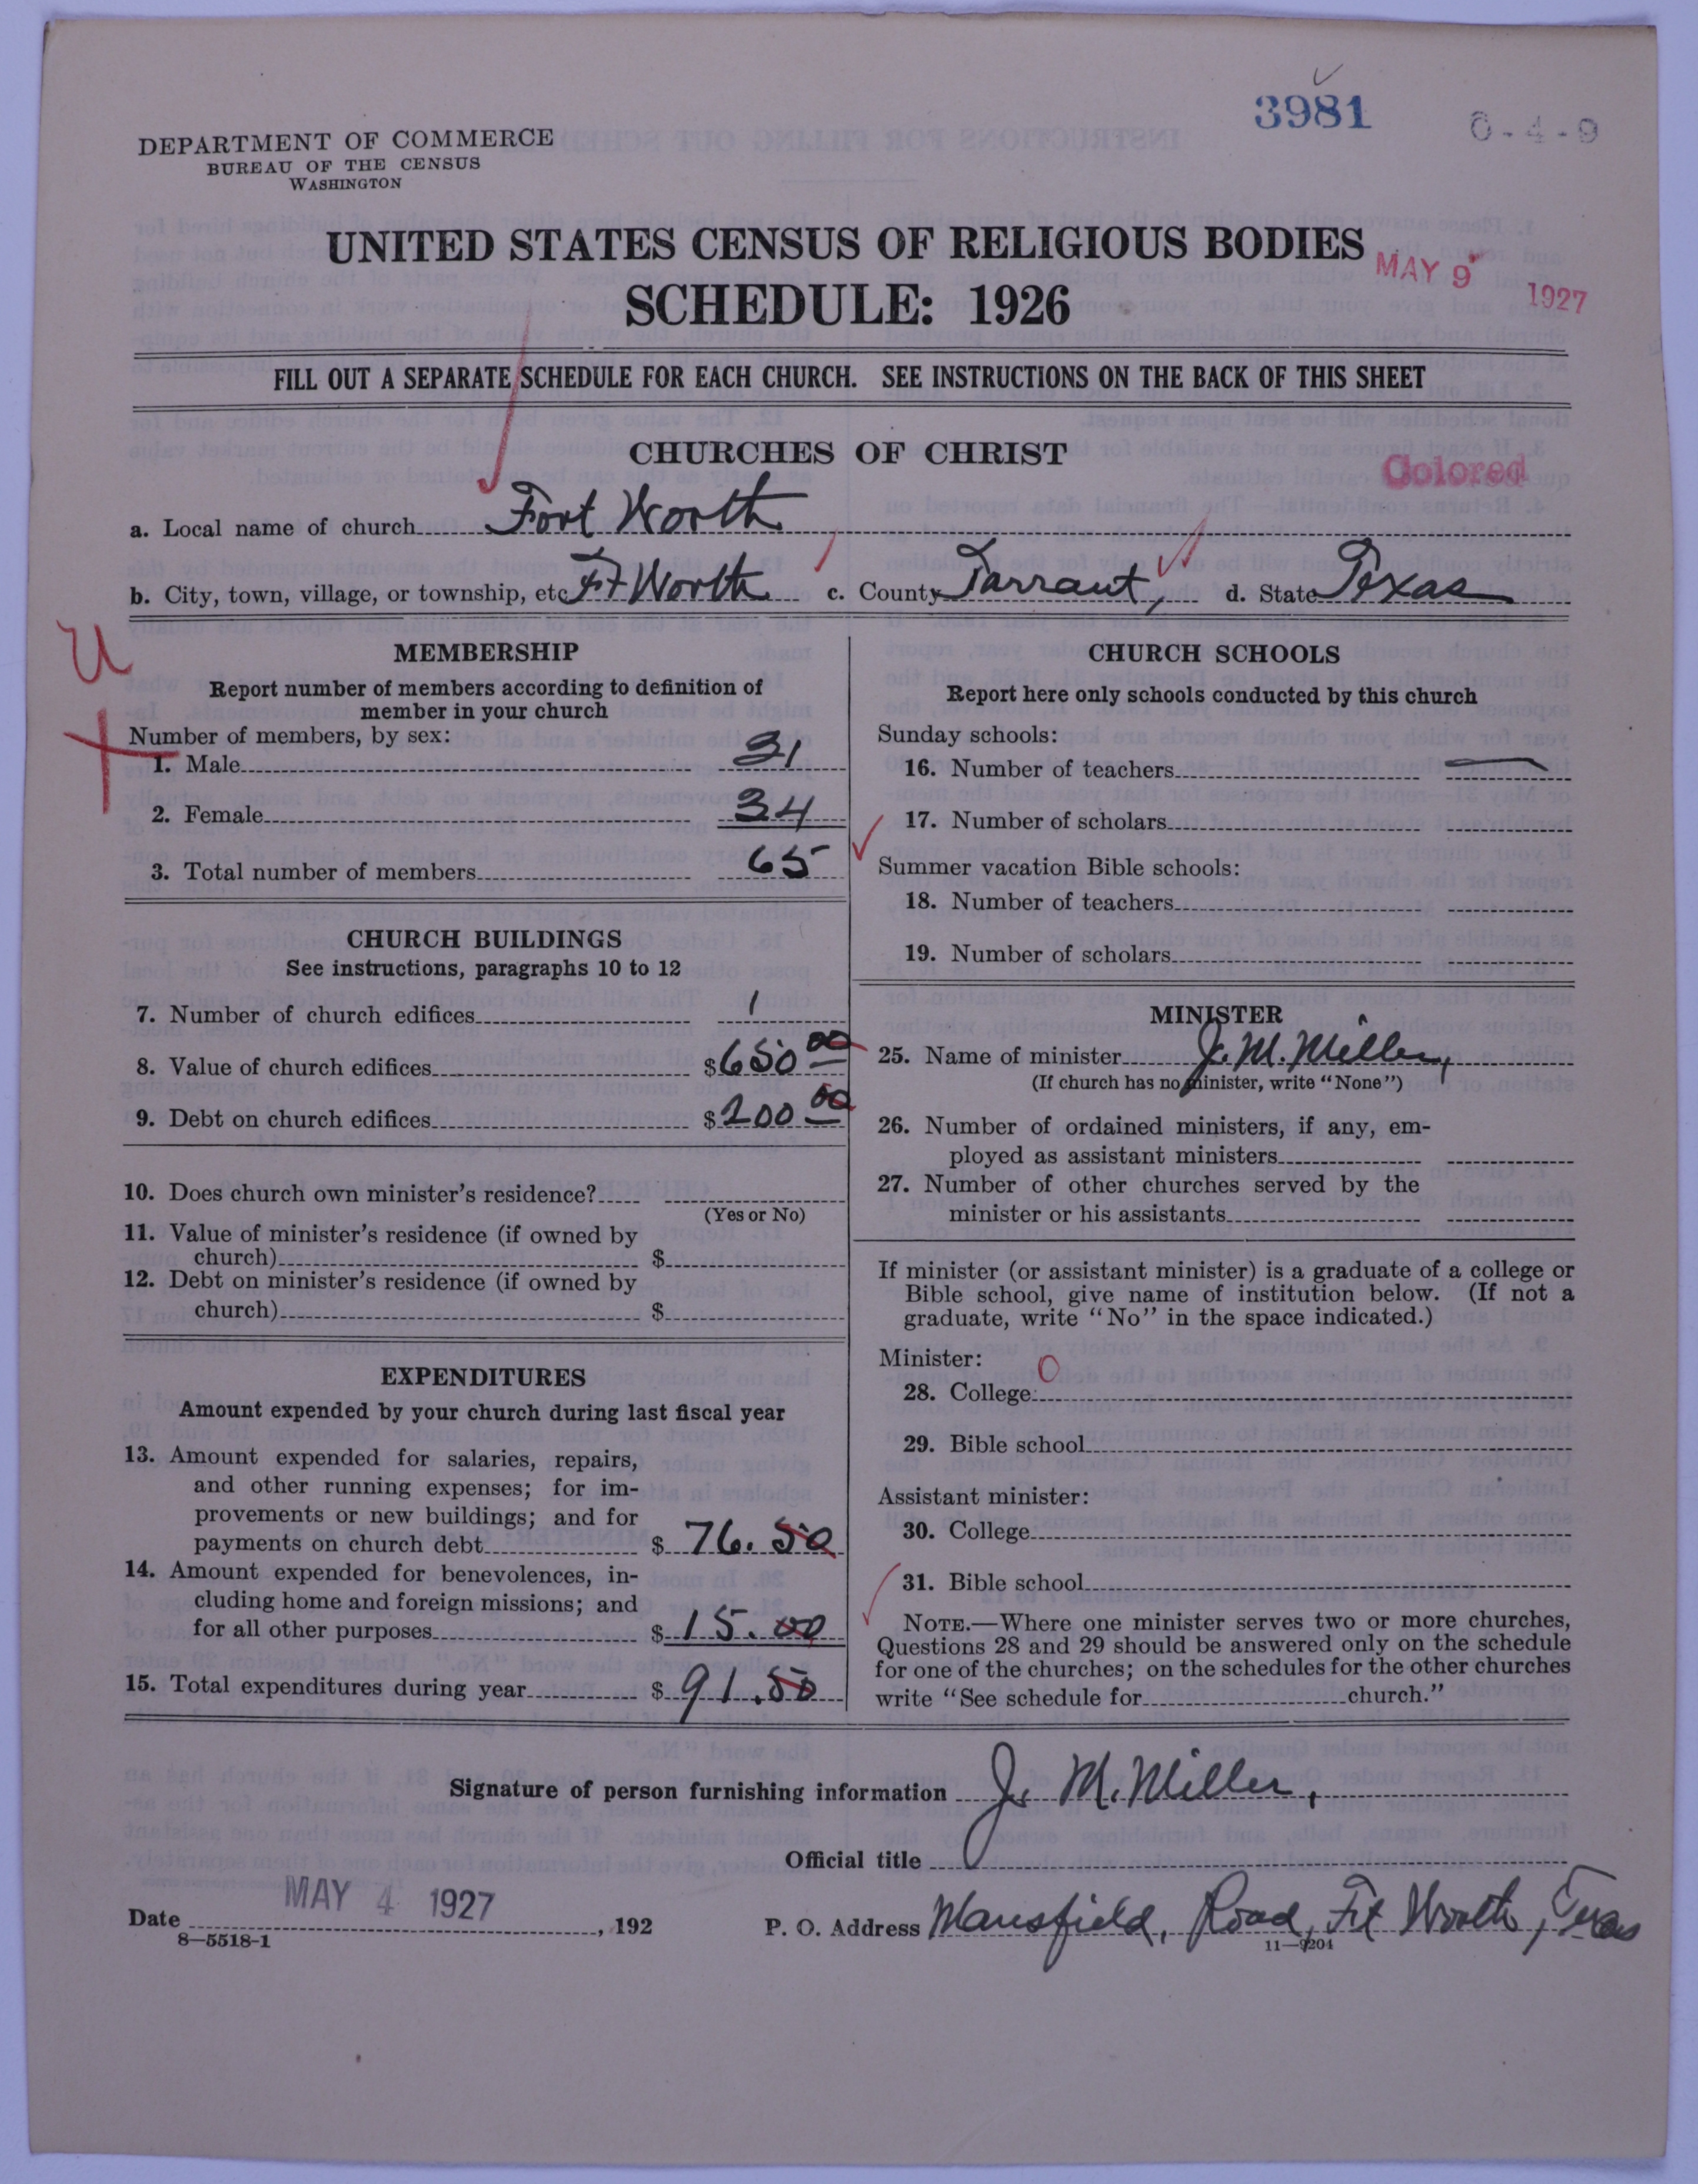 3981
0-4-9
DEPARTMENT OF COMMERCE
BUREAU OF THE CENSUS
WASHINGTON
UNITED STATES CENSUS OF RELIGIOUS BODIES
SCHEDULE: 1926
MAY 9 1927
FILL OUT A SEPARATE SCHEDULE FOR EACH CHURCH. SEE INSTRUCTIONS ON THE BACK OF THIS SHEET
CHURCHES OF CHRIST
Colored
a. Local name of church Fort Worth
b. City, town, village, or township, etc Ft Worth c. County Tarrant, d. State Texas
MEMBERSHIP
Report number of members according to definition of
member in your church
Number of members, by sex:
1. Male 31
2. Female 34
3. Total number of members 65
CHURCH BUILDINGS
See instructions, paragraphs 10 to 12
7. Number of church edifices 1
8. Value of church edifices $650 00
9. Debt on church edifices $200 00
10. Does church own minister's residence?
(Yes or No)
11. Value of minister's residence (if owned by
church) $
12. Debt on minister's residence (if owned by
church) $
EXPENDITURES
Amount expended by your church during last fiscal year
13. Amount expended for salaries, repairs,
and other running expenses; for im-
provements or new buildings; and for
payments on church debt $ 76.50
14. Amount expended for benevolences, in-
cluding home and foreign missions; and
for all other purposes $ 15.00
15. Total expenditures during year $ 91.50
CHURCH SCHOOLS
Report here only schools conducted by this church
Sunday schools:
16. Number of teachers
17. Number of scholars
Summer vacation Bible schools:
18. Number of teachers
19. Number of scholars
MINISTER
25. Name of minister J. M. Miller,
(If church has no minister, write "None")
26. Number of ordained ministers, if any, em-
ployed as assistant ministers
27. Number of other churches served by the
minister or his assistants
If minister (or assistant minister) is a graduate of a college or
Bible school, give name of institution below. (If not a
graduate, write "No" in the space indicated.)
Minister: 0
28. College:
29. Bible school
Assistant minister:
30. College
31. Bible school
NOTE.—Where one minister serves two or more churches,
Questions 28 and 29 should be answered only on the schedule
for one of the churches; on the schedules for the other churches
write "See schedule for church."
Signature of person furnishing information J. M. Miller,
Official title
Date MAY 4 1927, 192
P. O. Address Mansfield, Road, Ft Worth, Texas
8—5518-1
11—9204